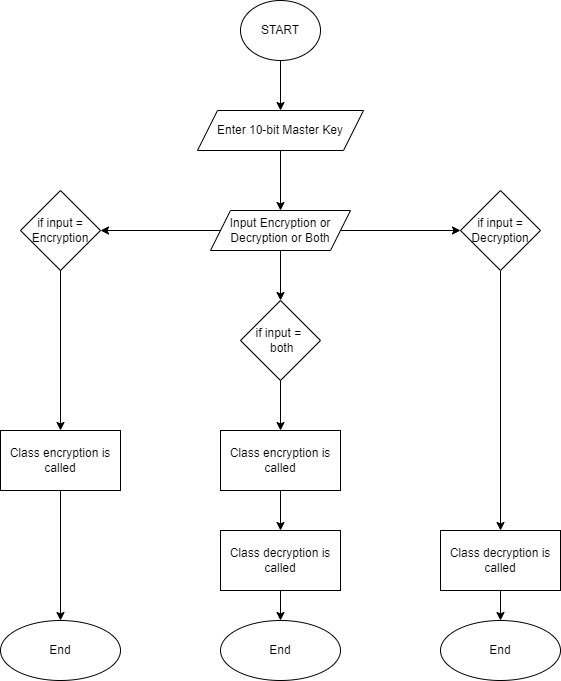 START
Enter 10-bit Master Key
if input =
Encryption
Input Encryption or
Decryption or Both
if input =
Decryption
if input =
both
Class encryption is
called
Class encryption is
called
Class decryption is
called
Class decryption is
called
End
End
End